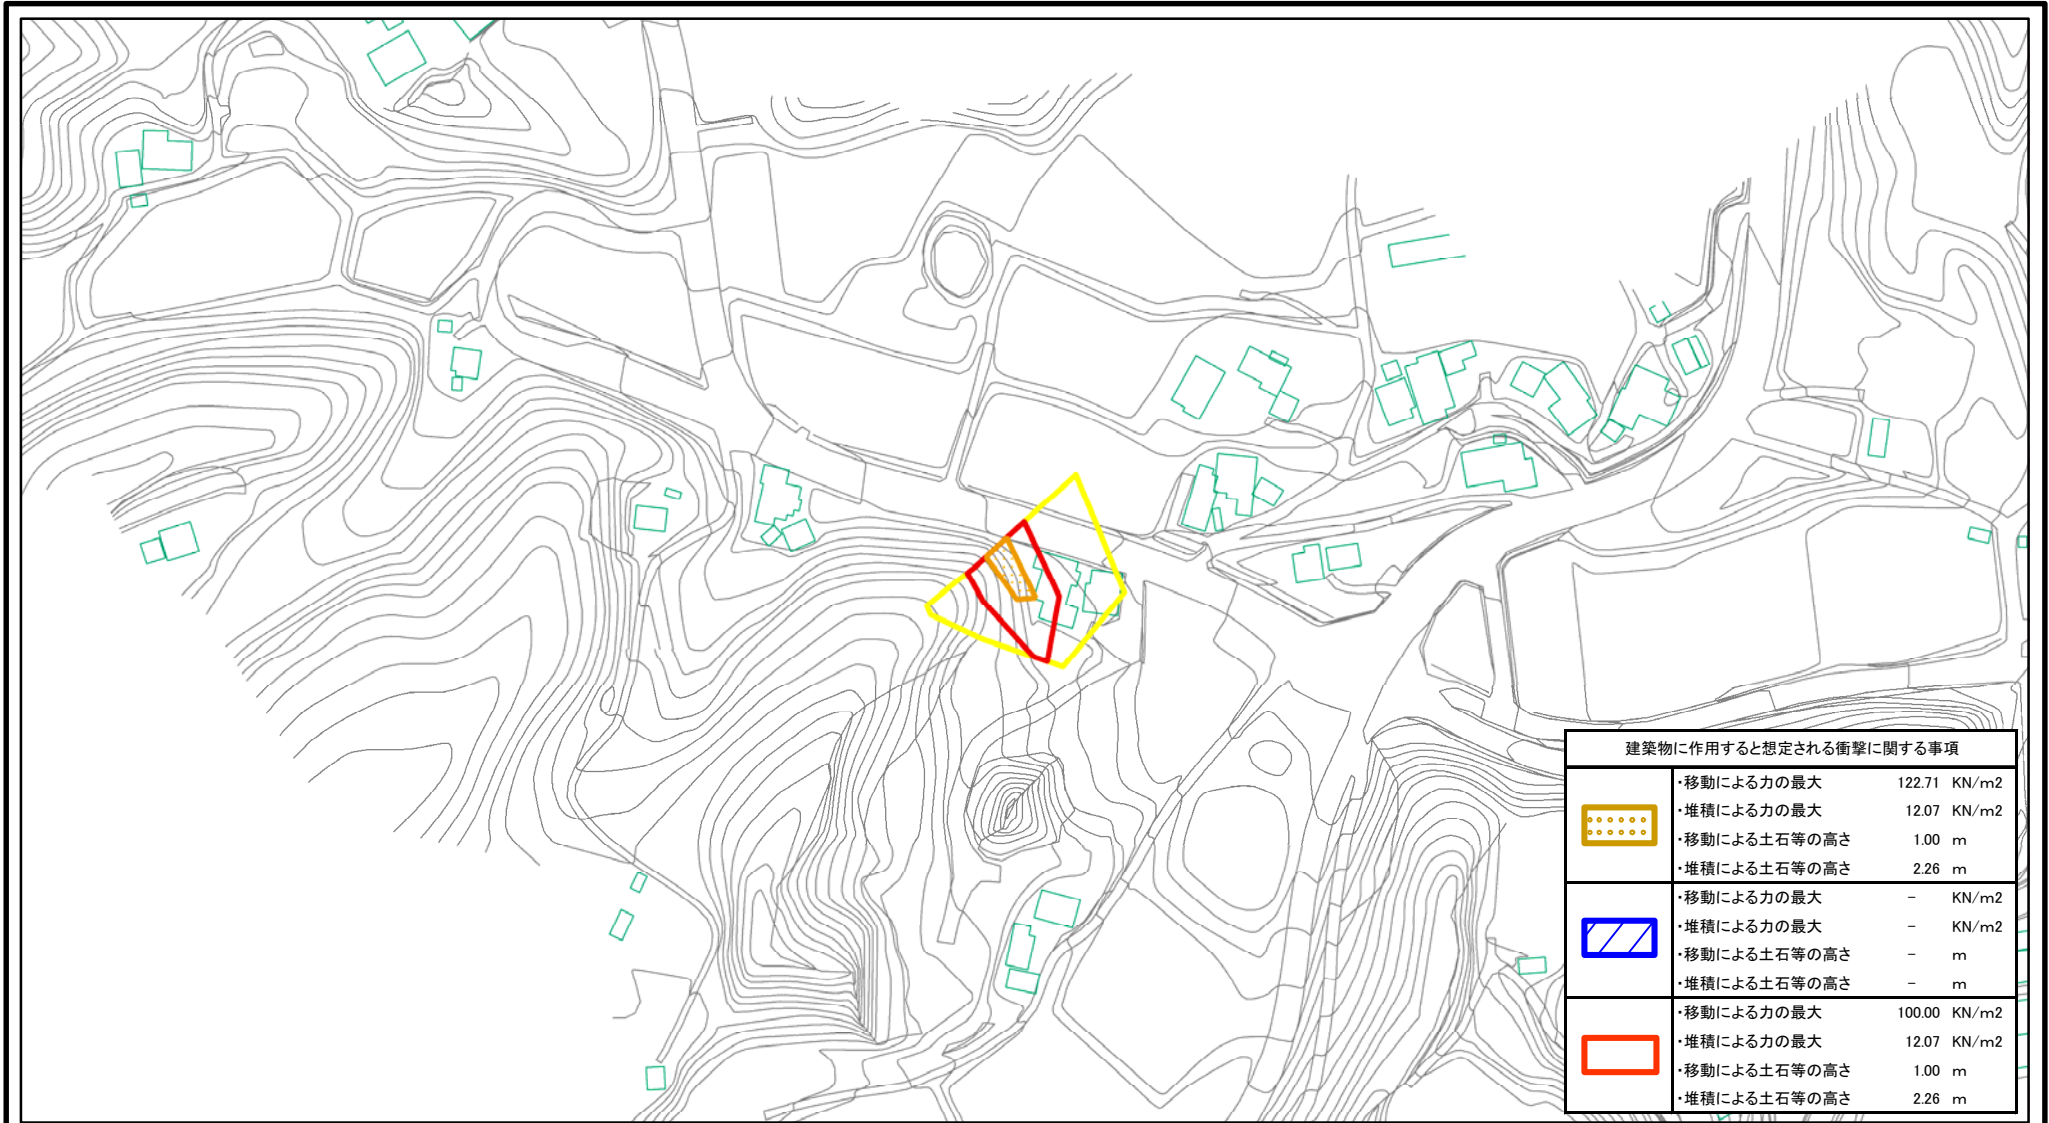 建築物に作用すると想定される衝撃に関する事項
・移動による力の最大 122.71 KN/m2
・堆積による力の最大 12.07 KN/m2
・移動による土石等の高さ 1.00 m
・堆積による土石等の高さ 2.26 m
・移動による力の最大 － KN/m2
・堆積による力の最大 － KN/m2
・移動による土石等の高さ － m
・堆積による土石等の高さ － m
・移動による力の最大 100.00 KN/m2
・堆積による力の最大 12.07 KN/m2
・移動による土石等の高さ 1.00 m
・堆積による土石等の高さ 2.26 m